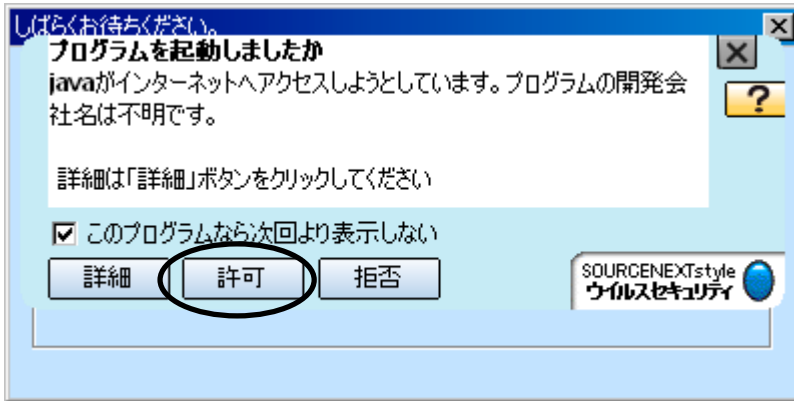 しばらくお待ちください。
プログラムを起動しましたか
javaがインターネットへアクセスしようとしています。プログラムの開発会
社名は不明です。
詳細は「詳細」ボタンをクリックしてください
このプログラムなら次回より表示しない
詳細 許可 拒否
SOURCENEXTstyle
ウイルスセキュリティ
?